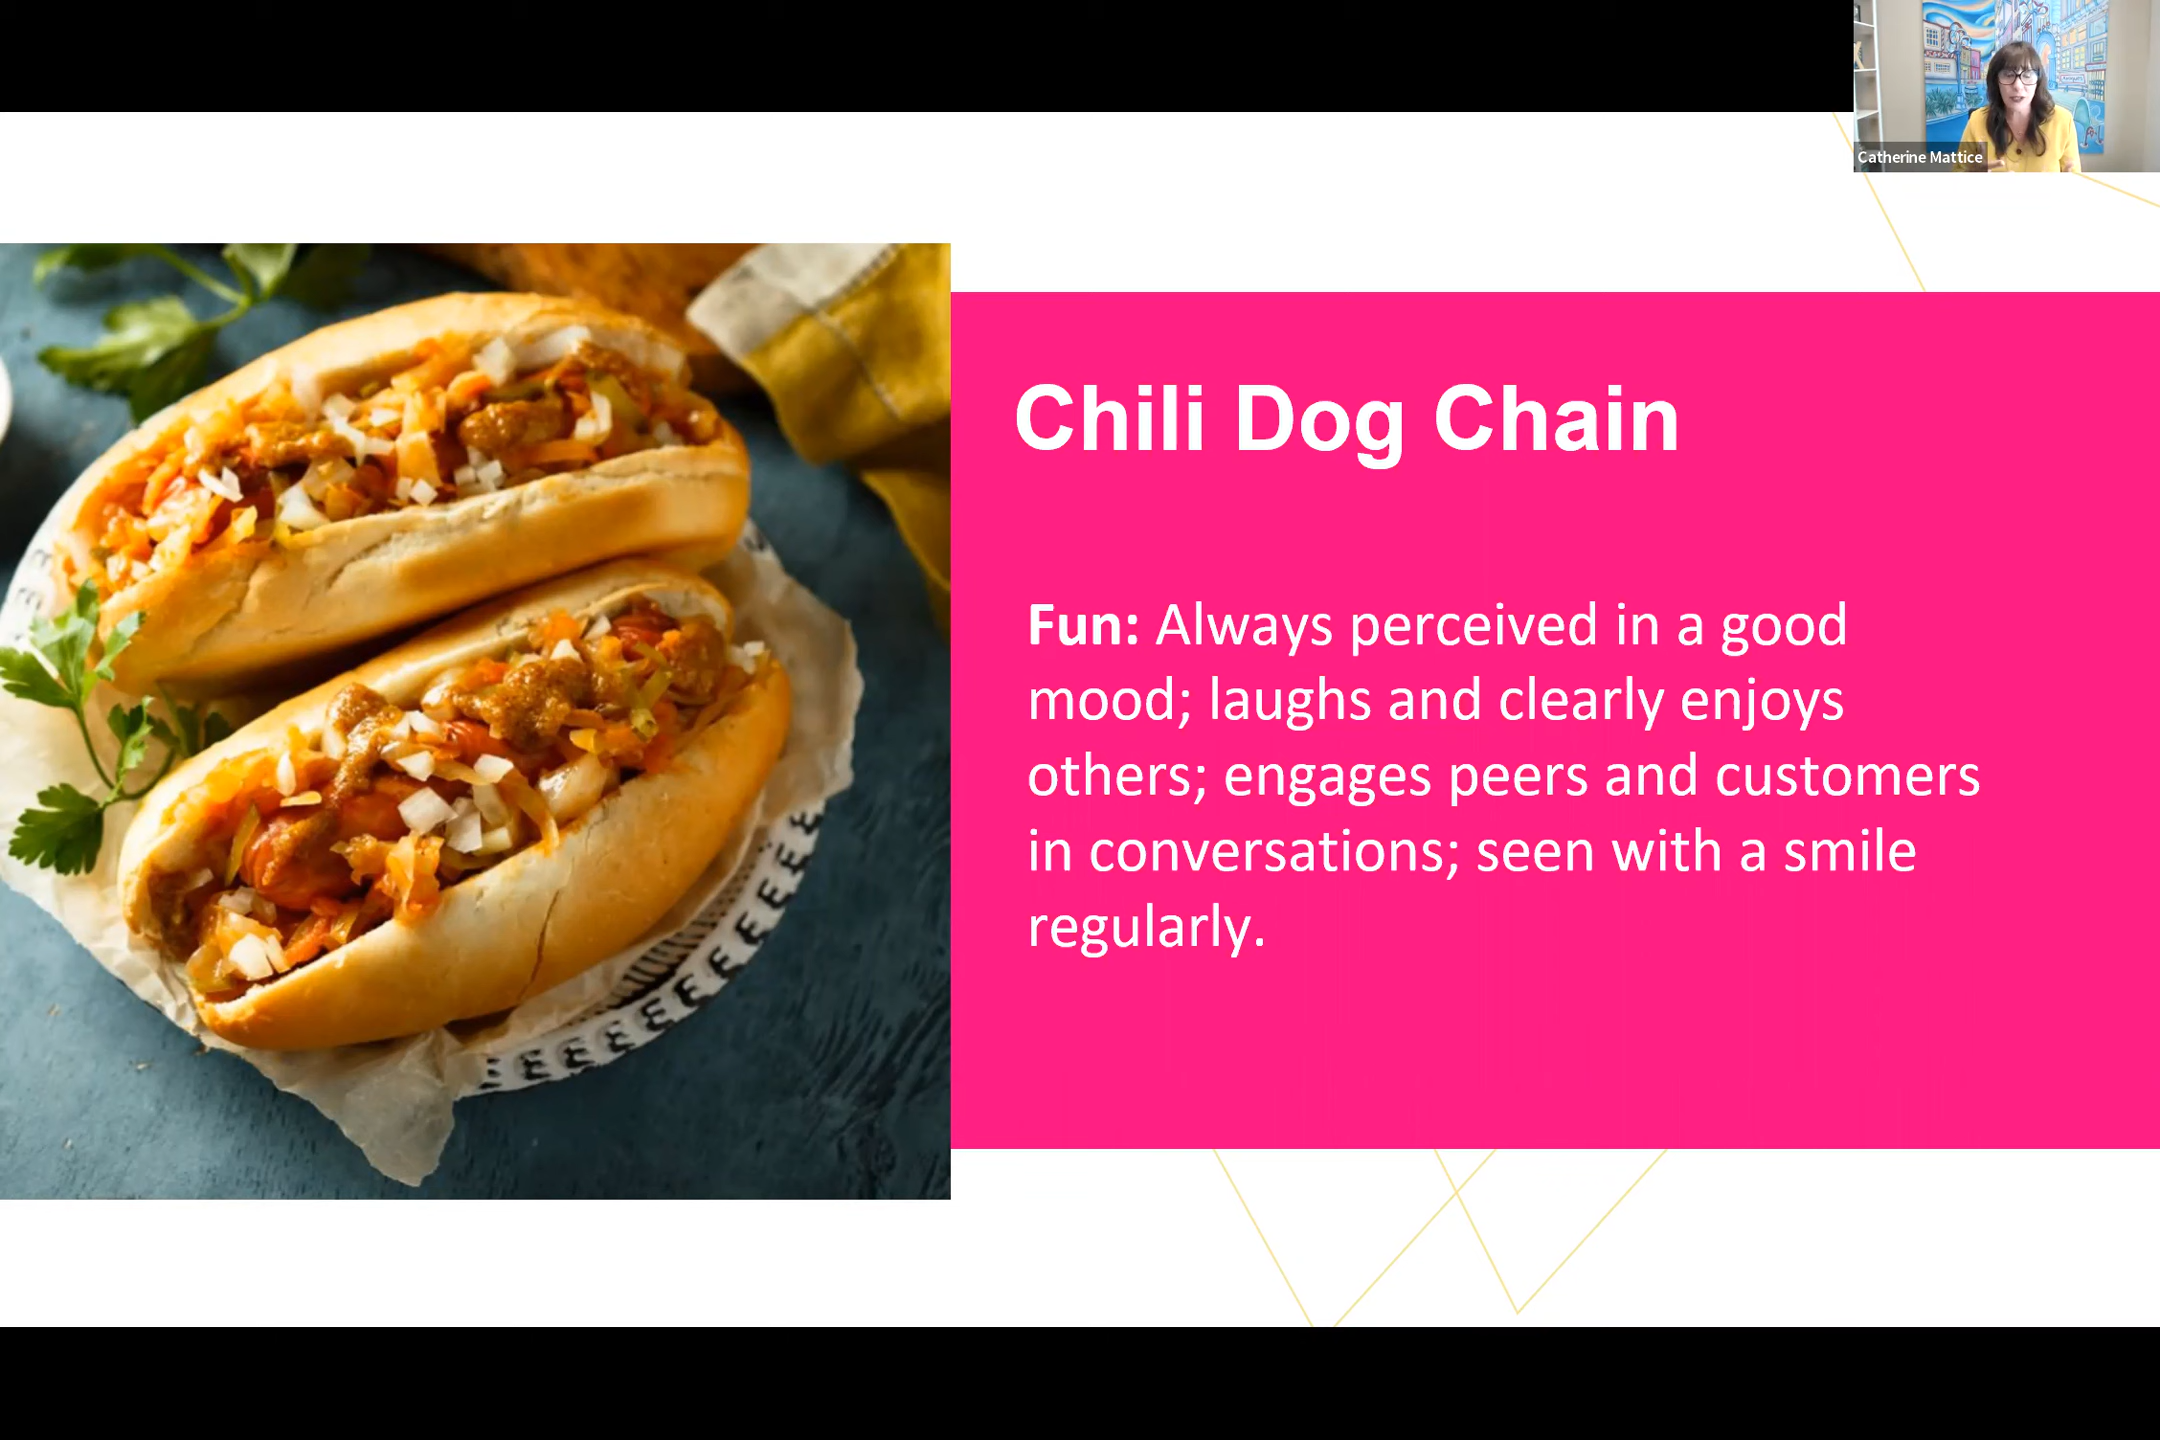 Catherine Mattice
Chili Dog Chain
Fun: Always perceived in a good
mood; laughs and clearly enjoys
others; engages peers and customers
in conversations; seen with a smile
regularly.